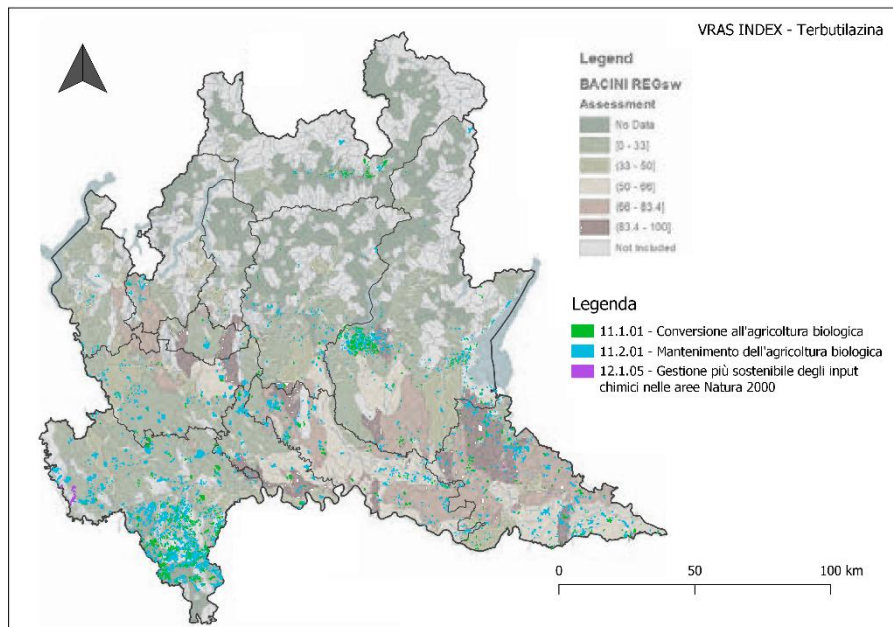 VRAS INDEX - Terbutilazina
Legend
BACINI REGsw
Assessment
No Data
[0 - 33]
(33 - 50]
(50 - 66]
(66 - 83.4]
(83.4 - 100]
Not Included
Legenda
11.1.01 - Conversione all'agricoltura biologica
11.2.01 - Mantenimento dell'agricoltura biologica
12.1.05 - Gestione più sostenibile degli input
chimici nelle aree Natura 2000
0 50 100 km